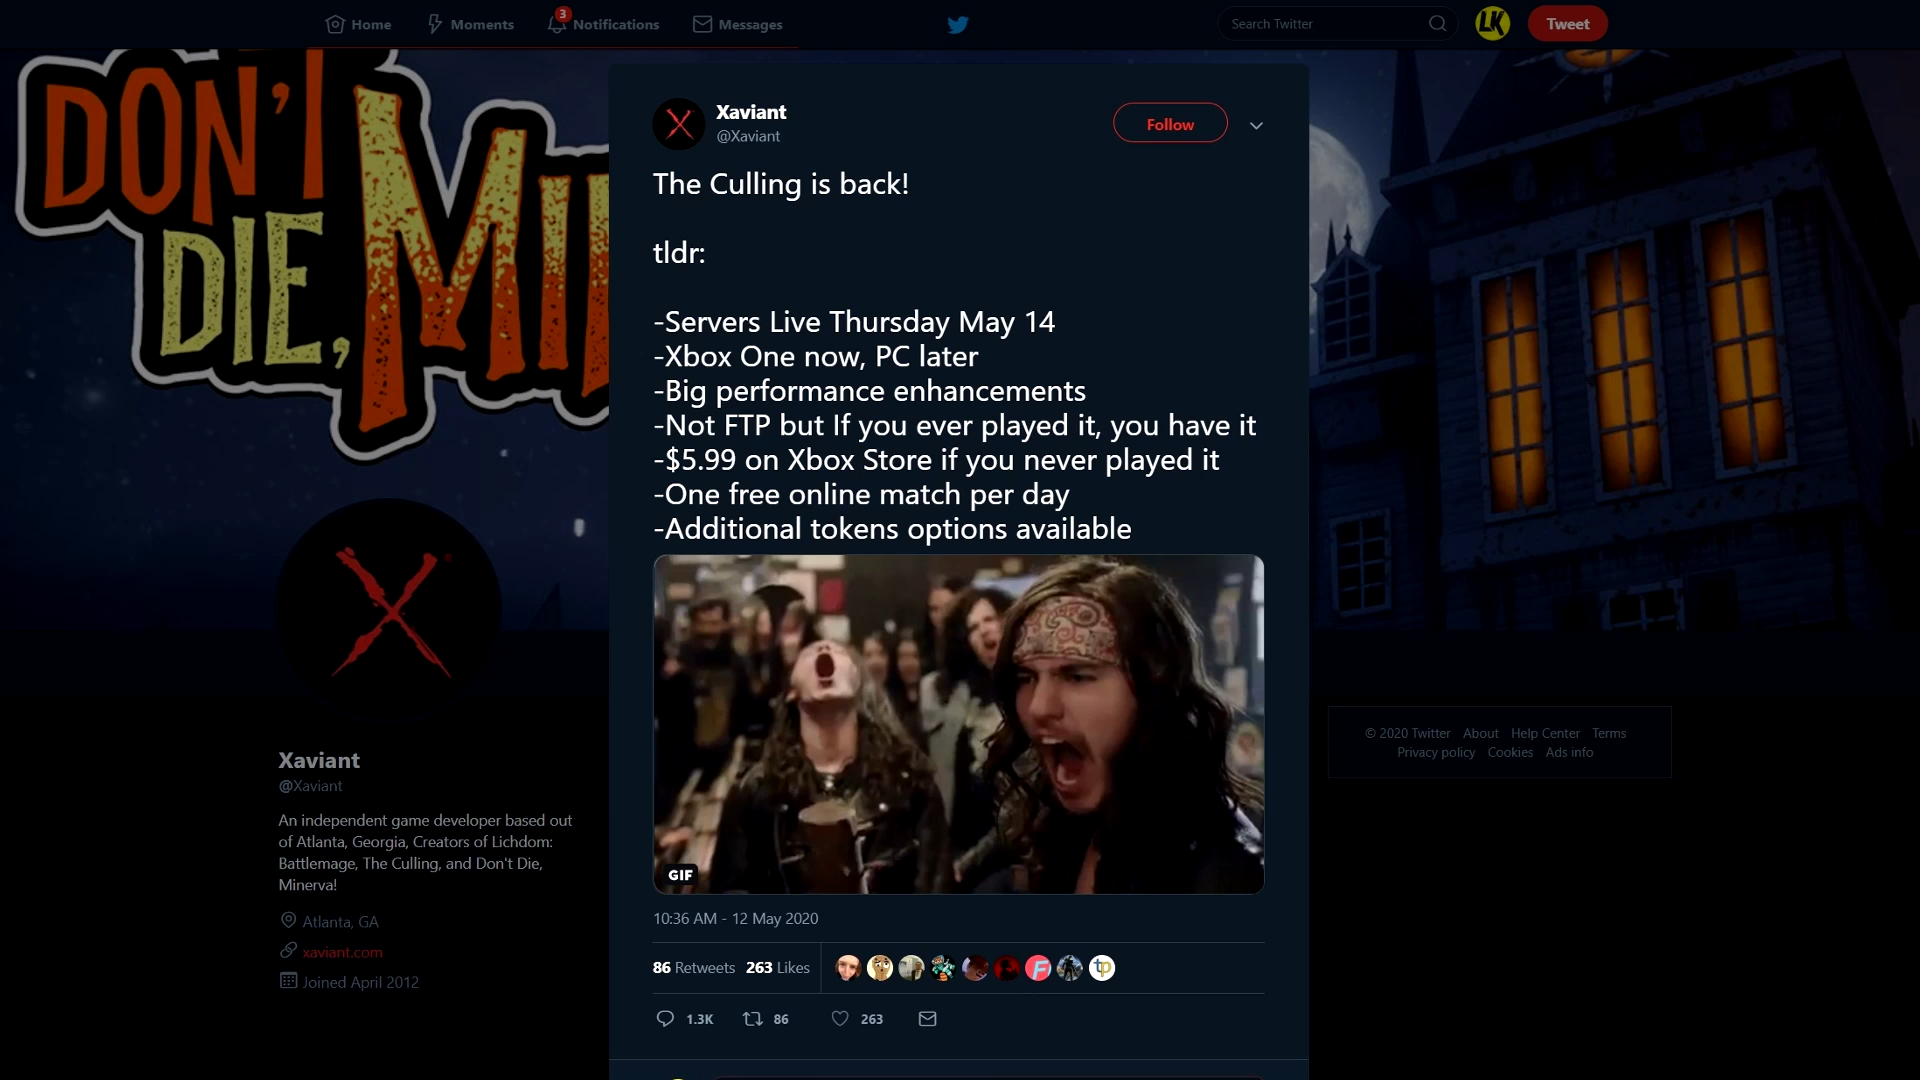 Home
Moments
3
Notifications
Messages
Search Twitter
LK
Tweet
DON'T
DIE,
Xaviant
@Xaviant
Follow
The Culling is back!
tldr:
-Servers Live Thursday May 14
-Xbox One now, PC later
-Big performance enhancements
-Not FTP but If you ever played it, you have it
-$5.99 on Xbox Store if you never played it
-One free online match per day
-Additional tokens options available
GIF
10:36 AM - 12 May 2020
86 Retweets 263 Likes
F
tp
1.3K
86
263
X
Xaviant
@Xaviant
An independent game developer based out
of Atlanta, Georgia, Creators of Lichdom:
Battlemage, The Culling, and Don't Die,
Minerva!
Atlanta, GA
xaviant.com
Joined April 2012
© 2020 Twitter About Help Center Terms
Privacy policy Cookies Ads info